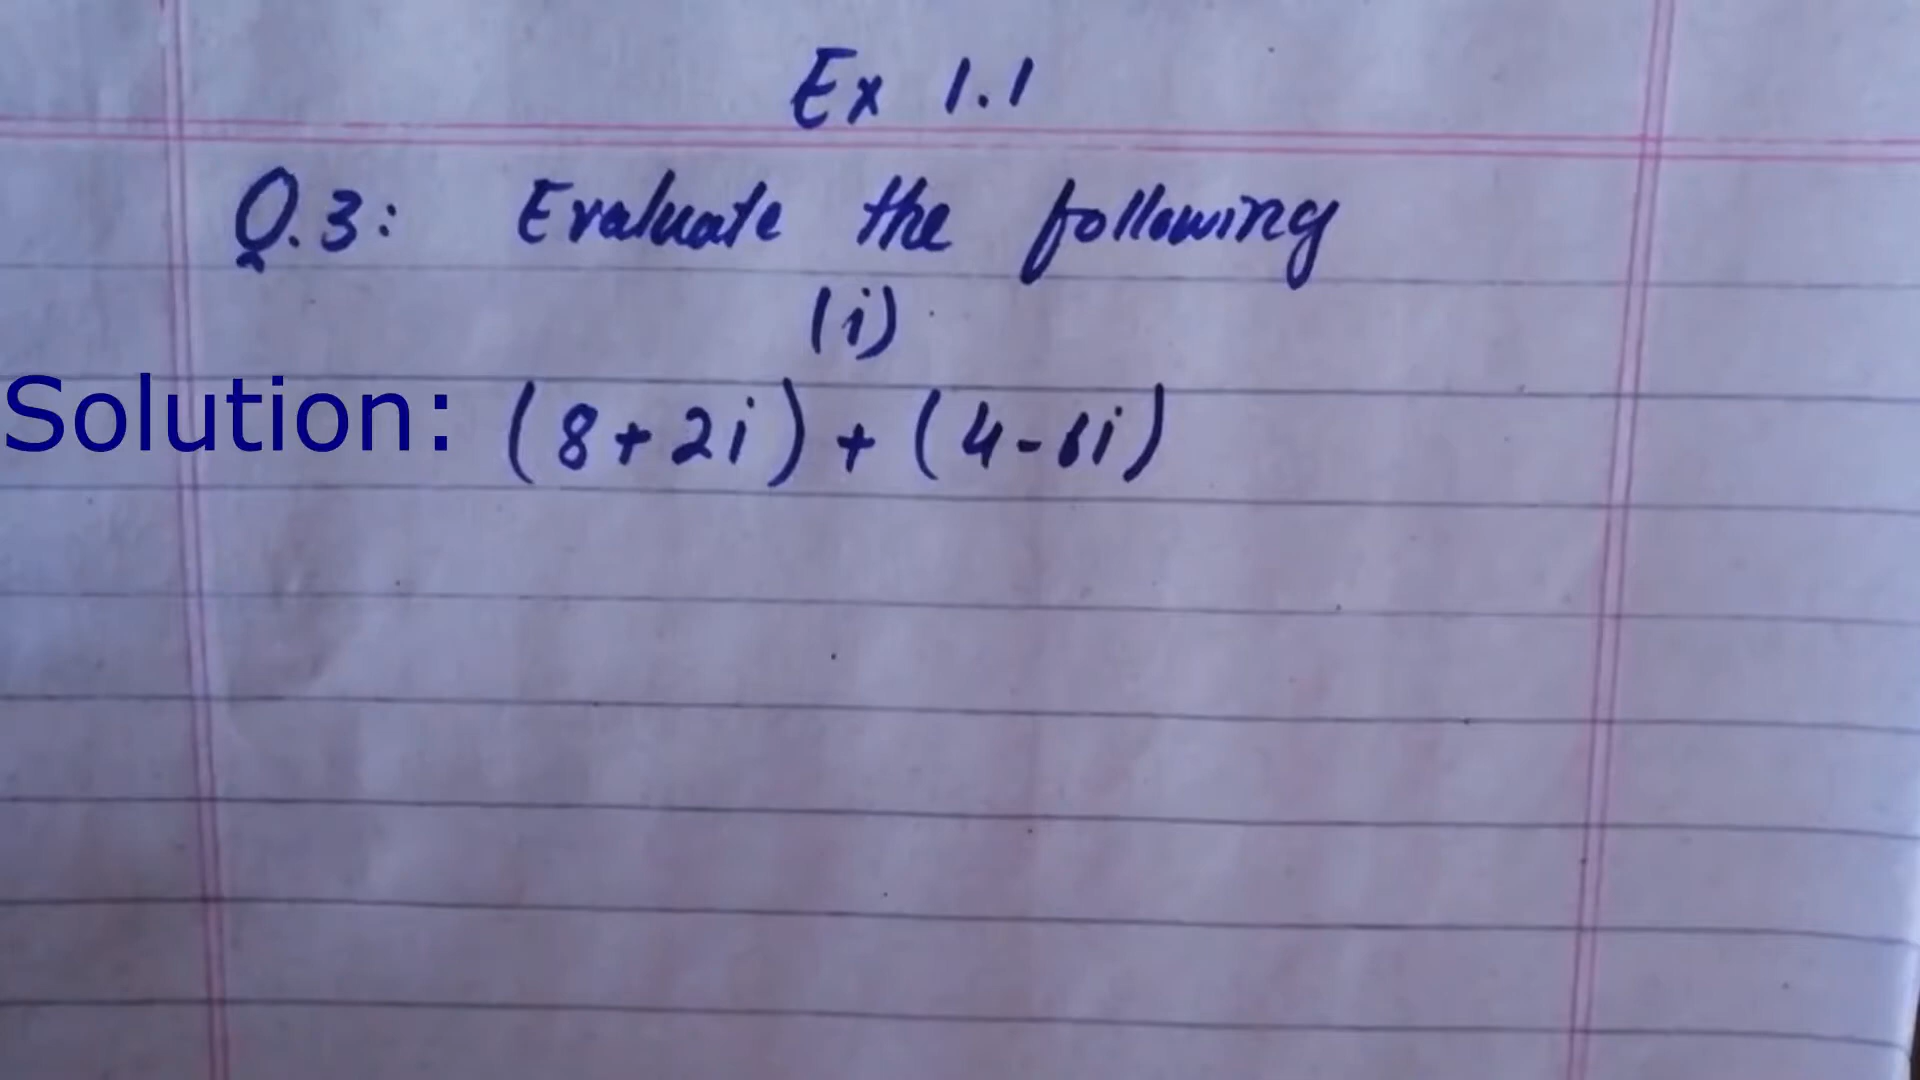 Ex 1.1
Q.3: Evaluate the following
(i)
Solution: (8+2i)+(4-6i)